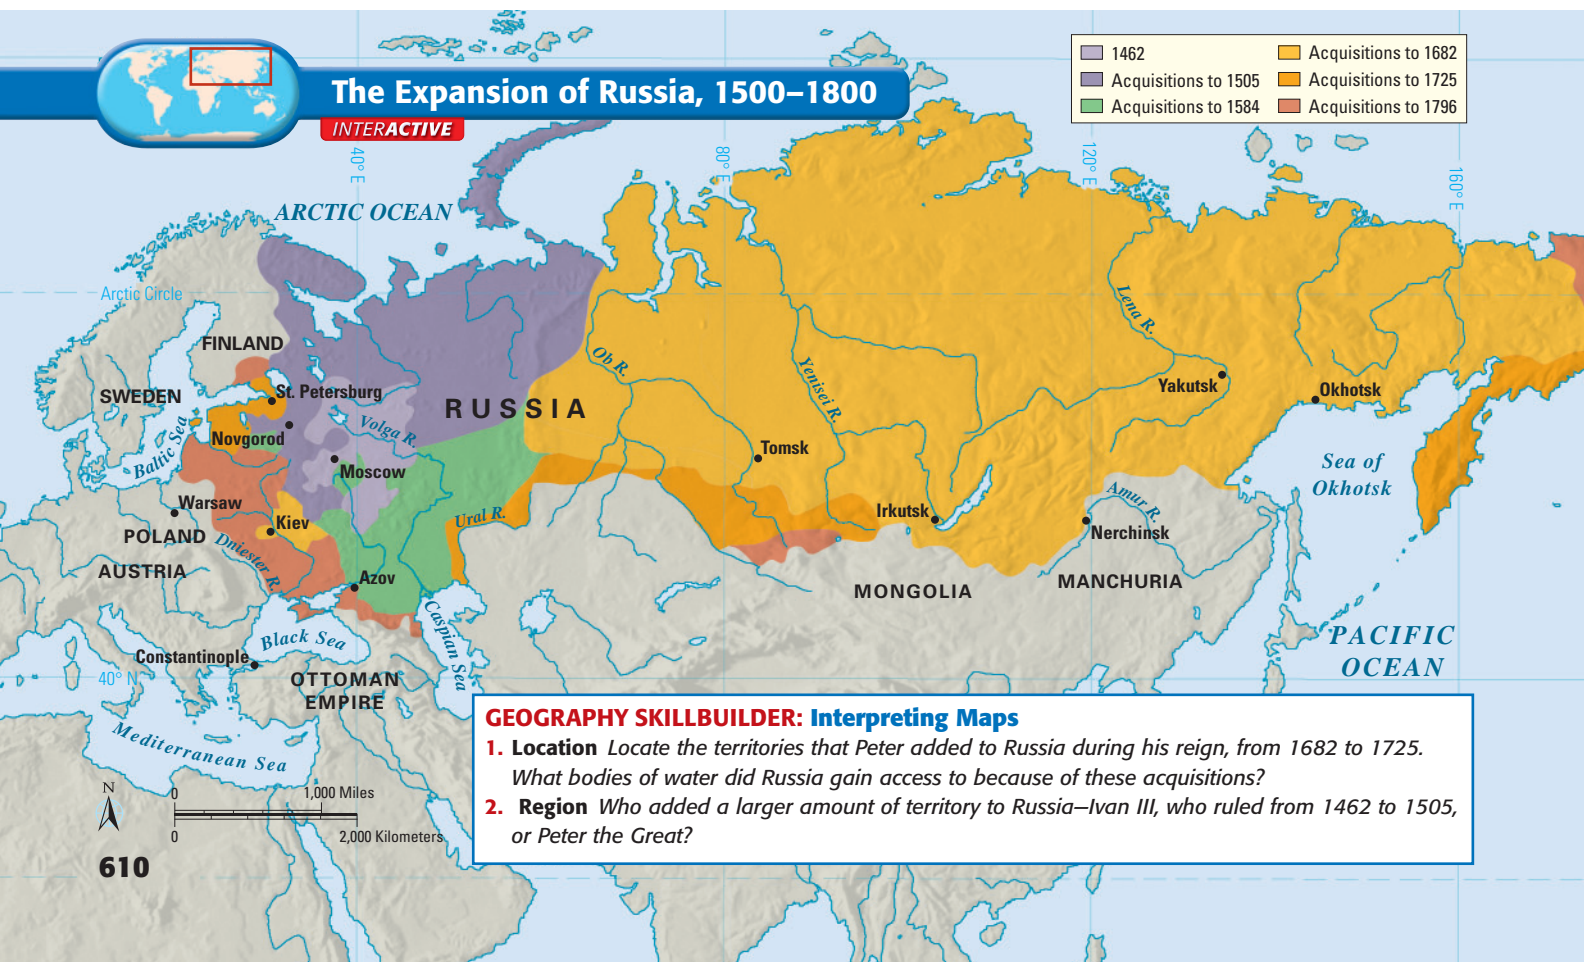 The Expansion of Russia, 1500–1800
INTERACTIVE
1462
Acquisitions to 1505
Acquisitions to 1584
Acquisitions to 1682
Acquisitions to 1725
Acquisitions to 1796
40° E
80° E
120° E
160° E
ARCTIC OCEAN
Arctic Circle
FINLAND
SWEDEN
St. Petersburg
RUSSIA
Ob R.
Yenisei R.
Lena R.
Yakutsk
Okhotsk
Baltic Sea
Novgorod
Volga R.
Moscow
Tomsk
Sea of
Okhotsk
Warsaw
Kiev
Ural R.
Irkutsk
Amur R.
Nerchinsk
POLAND
Dniester R.
AUSTRIA
Azov
MONGOLIA
MANCHURIA
Caspian Sea
Black Sea
Constantinople
PACIFIC
OCEAN
40° N
OTTOMAN
EMPIRE
Mediterranean Sea
GEOGRAPHY SKILLBUILDER: Interpreting Maps
1. Location Locate the territories that Peter added to Russia during his reign, from 1682 to 1725.
What bodies of water did Russia gain access to because of these acquisitions?
2. Region Who added a larger amount of territory to Russia—Ivan III, who ruled from 1462 to 1505,
or Peter the Great?
N
0 1,000 Miles
0 2,000 Kilometers
610